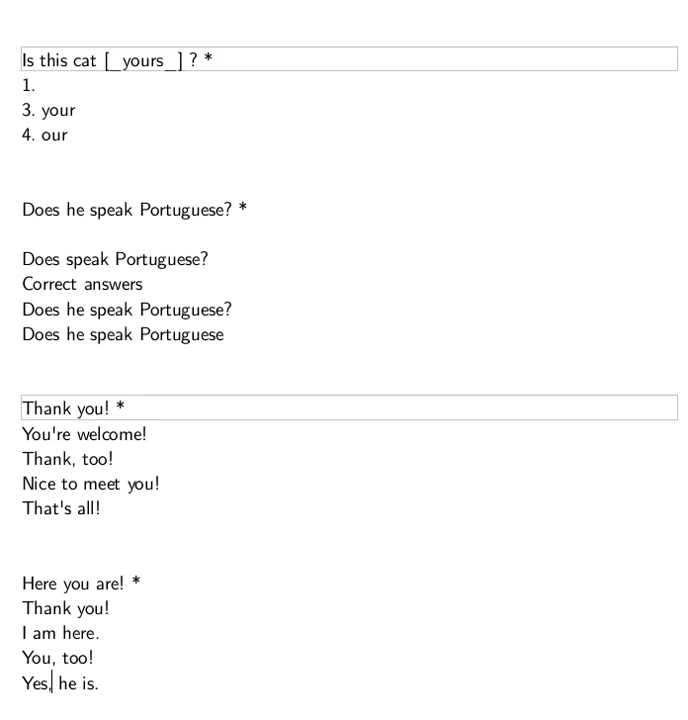 Is this cat [_yours_] ? *
1.
3. your
4. our
Does he speak Portuguese? *
Does speak Portuguese?
Correct answers
Does he speak Portuguese?
Does he speak Portuguese
Thank you! *
You're welcome!
Thank, too!
Nice to meet you!
That's all!
Here you are! *
Thank you!
I am here.
You, too!
Yes, he is.